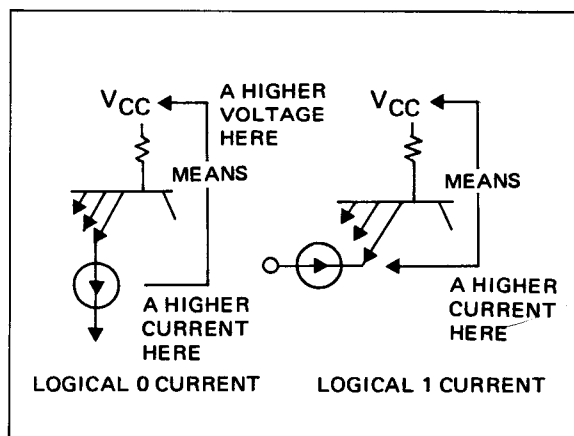 VCC
A HIGHER
VOLTAGE
HERE
MEANS
A HIGHER
CURRENT
HERE
LOGICAL 0 CURRENT
VCC
MEANS
A HIGHER
CURRENT
HERE
LOGICAL 1 CURRENT